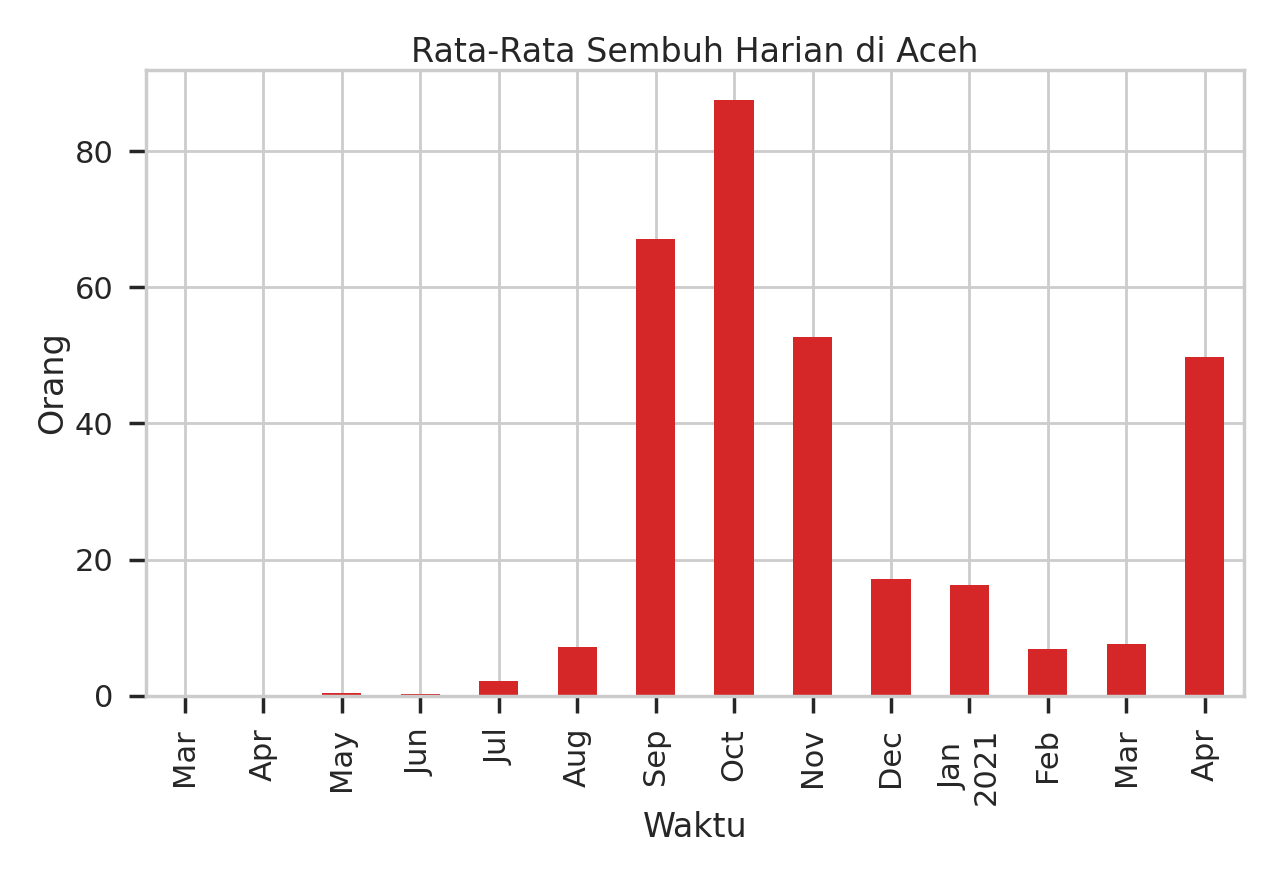 Rata-Rata Sembuh Harian di Aceh
Orang
80
60
40
20
0
Mar
Apr
May
Jun
Jul
Aug
Sep
Oct
Nov
Dec
Jan
2021
Feb
Mar
Apr
Waktu